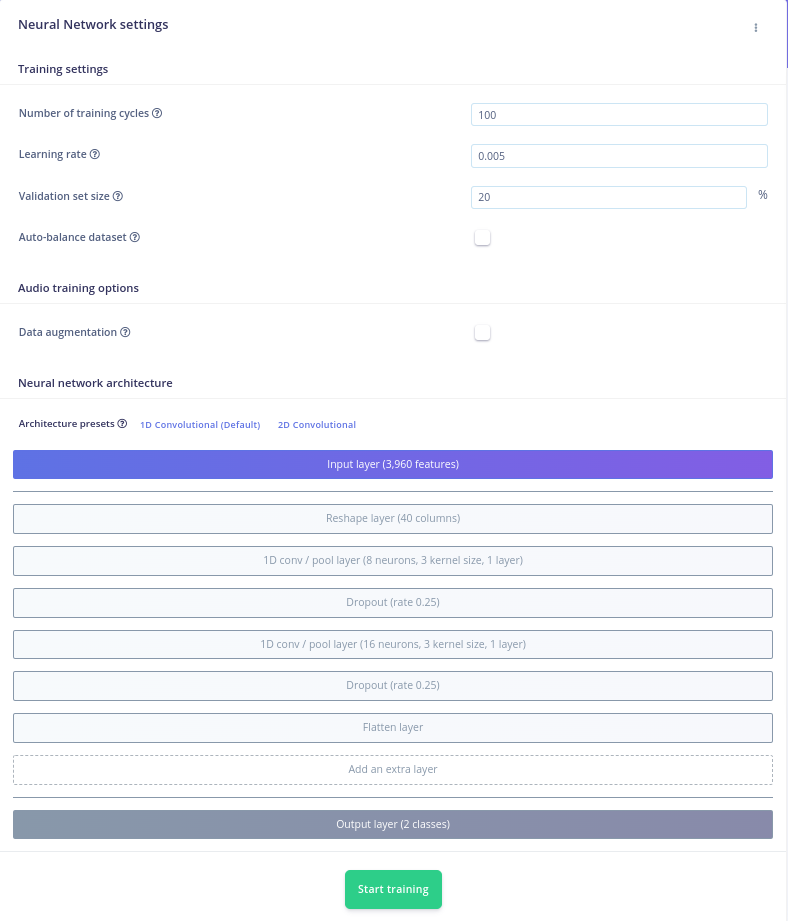 Neural Network settings
Training settings
Number of training cycles
100
Learning rate
0.005
Validation set size
20
%
Auto-balance dataset
Audio training options
Data augmentation
Neural network architecture
Architecture presets 1D Convolutional (Default) 2D Convolutional
Input layer (3,960 features)
Reshape layer (40 columns)
1D conv / pool layer (8 neurons, 3 kernel size, 1 layer)
Dropout (rate 0.25)
1D conv / pool layer (16 neurons, 3 kernel size, 1 layer)
Dropout (rate 0.25)
Flatten layer
Add an extra layer
Output layer (2 classes)
Start training